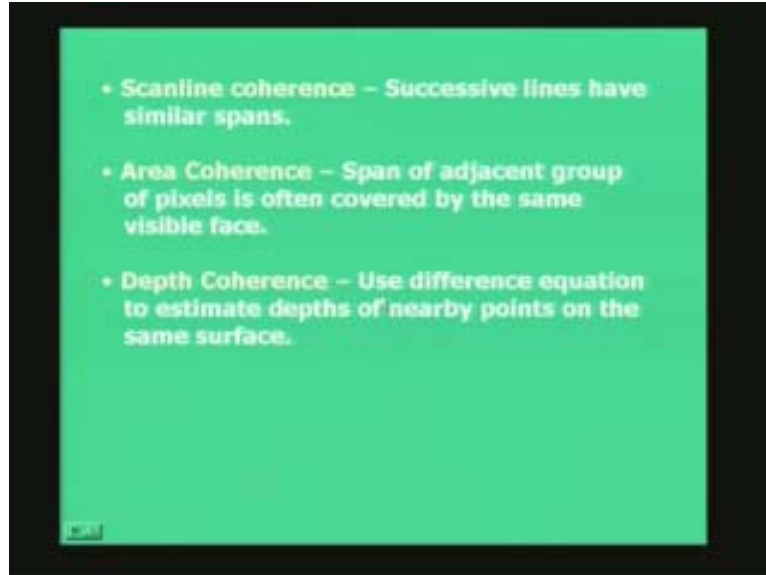 • Scanline coherence – Successive lines have
similar spans.
• Area Coherence – Span of adjacent group
of pixels is often covered by the same
visible face.
• Depth Coherence – Use difference equation
to estimate depths of nearby points on the
same surface.